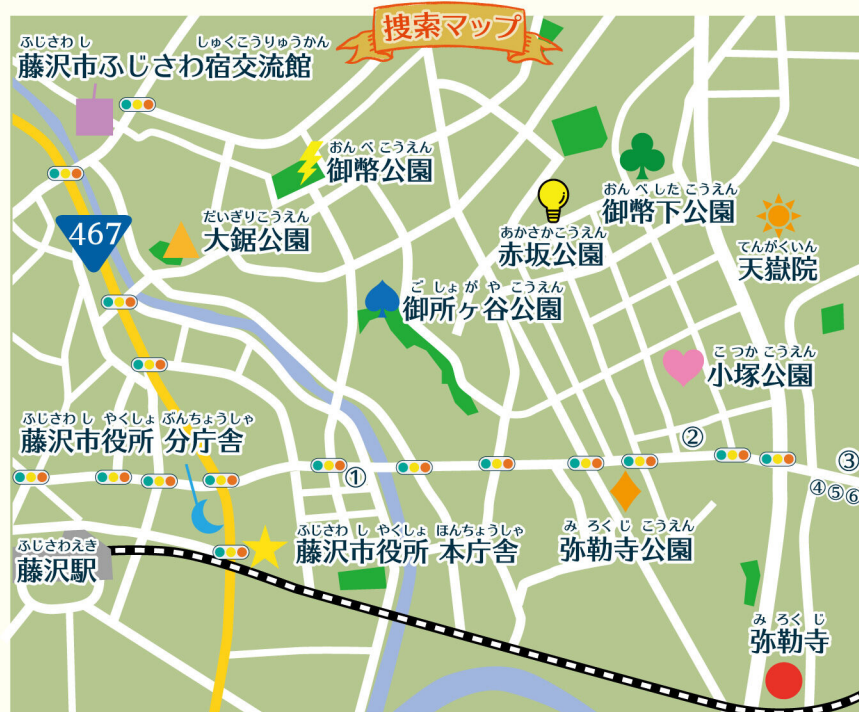 捜索マップ
ふじさわ し しゅくこうりゅうかん
藤沢市ふじさわ宿交流館
おん べ こうえん
御幣公園
おん べ した こうえん
御幣下公園
だいぎりこうえん
大鋸公園
467
あかさかこうえん
赤坂公園
てんがくいん
天嶽院
ご しょ が や こうえん
御所ヶ谷公園
こ つか こうえん
小塚公園
ふじさわ し やくしょ ぶんちょうしゃ
藤沢市役所 分庁舎
①
②
③
④⑤⑥
ふじさわえき
藤沢駅
ふじさわ し やくしょ ほんちょうしゃ
藤沢市役所 本庁舎
み ろく じ こうえん
弥勒寺公園
み ろく じ
弥勒寺